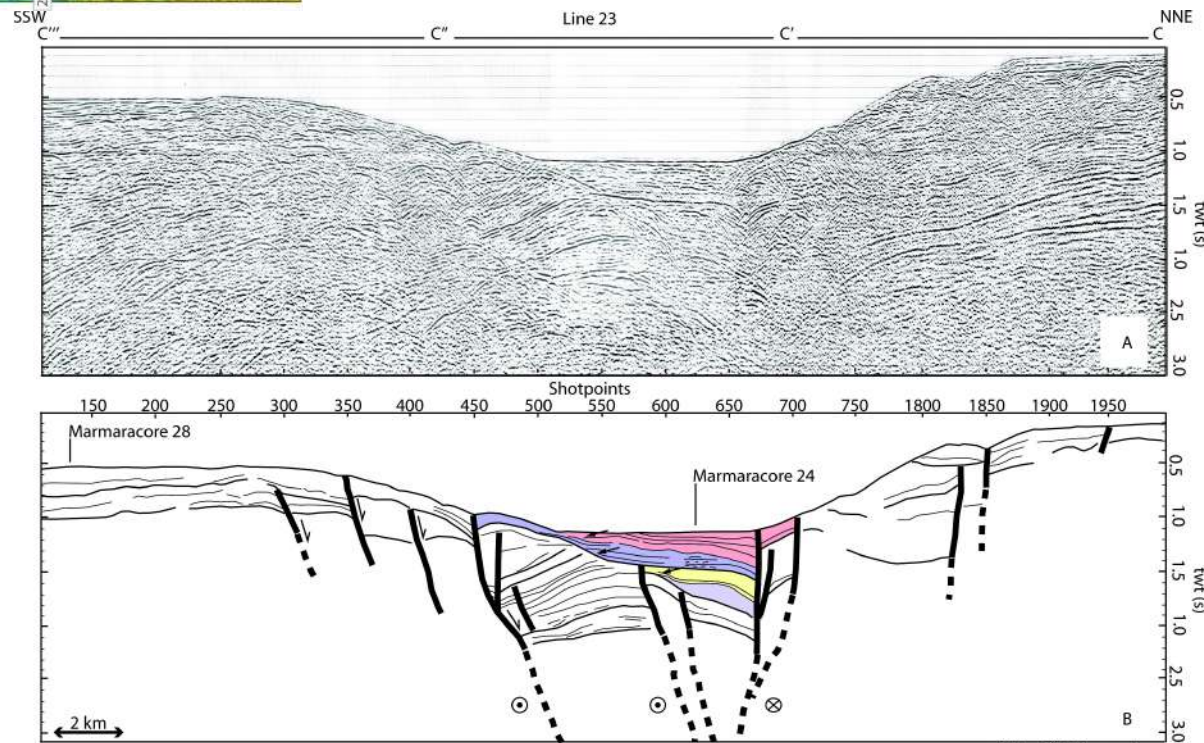 SSW Line 23 NNE
C''' C'' C' C
0,5
1.0
1.5
twt (s)
1.0
2.5
3.0
A
Shotpoints
150 200 250 300 350 400 450 500 550 600 650 700 850 1800 1850 1900 1950
Marmaracore 28
Marmaracore 24
0,5
1.0
1.5
twt (s)
1.0
2.5
3.0
2 km
B